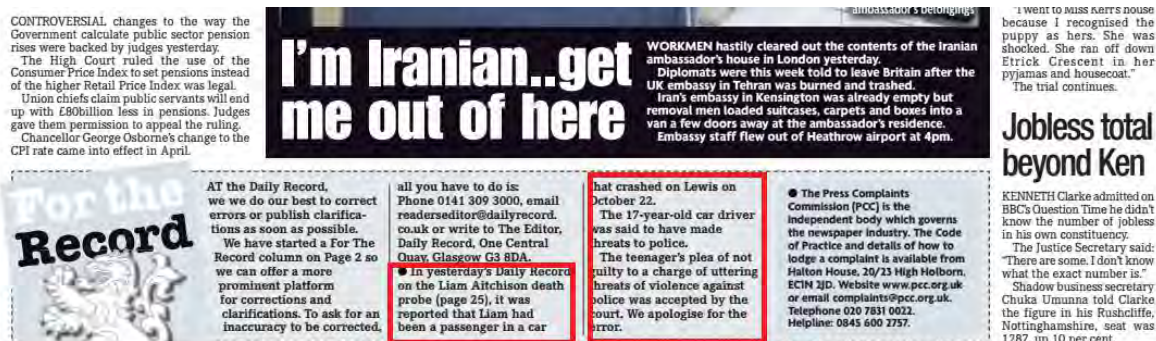 CONTROVERSIAL changes to the way the
Government calculate public sector pension
rises were backed by judges yesterday.
The High Court ruled the use of the
Consumer Price Index to set pensions instead
of the higher Retail Price Index was legal.
Union chiefs claim public servants will end
up with £80billion less in pensions. Judges
gave them permission to appeal the ruling.
Chancellor George Osborne's change to the
CPI rate came into effect in April.
ambassador's belongings
I'm Iranian..get
me out of here
WORKMEN hastily cleared out the contents of the Iranian
ambassador's house in London yesterday.
Diplomats were this week told to leave Britain after the
UK embassy in Tehran was burned and trashed.
Iran's embassy in Kensington was already empty but
removal men loaded suitcases, carpets and boxes into a
van a few doors away at the ambassador's residence.
Embassy staff flew out of Heathrow airport at 4pm.
"I went to Miss Kerr's house
because I recognised the
puppy as hers. She was
shocked. She ran off down
Etrick Crescent in her
pyjamas and housecoat."
The trial continues.
Jobless total
beyond Ken
KENNETH Clarke admitted on
BBC's Question Time he didn't
know the number of jobless
in his own constituency.
The Justice Secretary said:
"There are some. I don't know
what the exact number is."
Shadow business secretary
Chuka Umunna told Clarke
the figure in his Rushcliffe,
Nottinghamshire, seat was
1287, up 10 per cent
For the
Record
AT the Daily Record,
we we do our best to correct
errors or publish clarifica-
tions as soon as possible.
We have started a For The
Record column on Page 2 so
we can offer a more
prominent platform
for corrections and
clarifications. To ask for an
inaccuracy to be corrected,
all you have to do is:
Phone 0141 309 3000, email
readerseditor@dailyrecord.
co.uk or write to The Editor,
Daily Record, One Central
Quay, Glasgow G3 8DA.
● In yesterday's Daily Record
on the Liam Aitchison death
probe (page 25), it was
reported that Liam had
been a passenger in a car
that crashed on Lewis on
October 22.
The 17-year-old car driver
was said to have made
threats to police.
The teenager's plea of not
guilty to a charge of uttering
threats of violence against
police was accepted by the
court. We apologise for the
error.
● The Press Complaints
Commission (PCC) is the
independent body which governs
the newspaper industry. The Code
of Practice and details of how to
lodge a complaint is available from
Halton House, 20/23 High Holborn,
EC1N 2JD. Website www.pcc.org.uk
or email complaints@pcc.org.uk.
Telephone 020 7831 0022.
Helpline: 0845 600 2757.